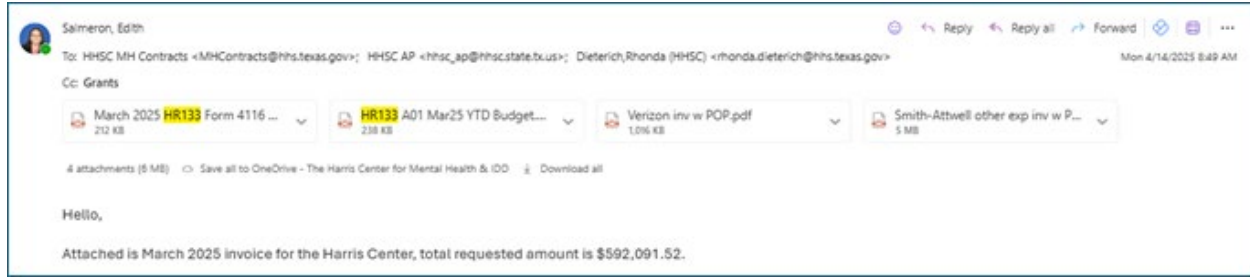 Salmeron, Edith
Reply Reply all Forward
To: HHSC MH Contracts <MHContracts@hhs.texas.gov>; HHSC AP <hhsc_ap@hhsc.state.tx.us>; Dieterich,Rhonda (HHSC) <rhonda.dieterich@hhs.texas.gov>
Mon 4/14/2025 8:49 AM
Cc: Grants
March 2025 HR133 Form 4116 ...
212 KB
HR133 A01 Mar25 YTD Budget....
238 KB
Verizon inv w POP.pdf
1,016 KB
Smith-Attwell other exp inv w P...
5 MB
4 attachments (6 MB) Save all to OneDrive - The Harris Center for Mental Health & IDD Download all
Hello,
Attached is March 2025 invoice for the Harris Center, total requested amount is $592,091.52.